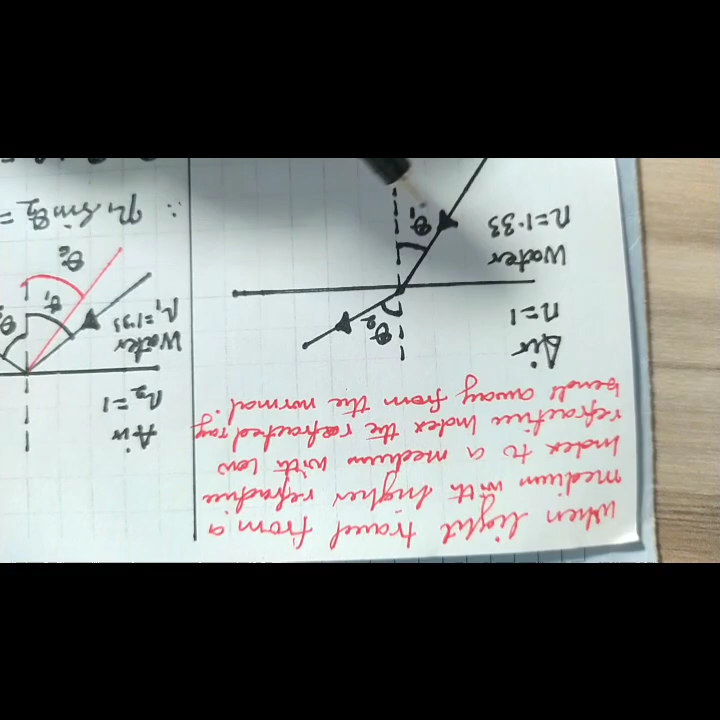 When light travel from a
medium with higher refractive
Index to a medium with low
refractive Index the refracted ray
bends away from the normal.
Air
n=1
θ2
Water
n=1.33
θ1
Air
n2=1
Water
n1=1.33
θ1
θc
∴ n1 Sinθ2 =